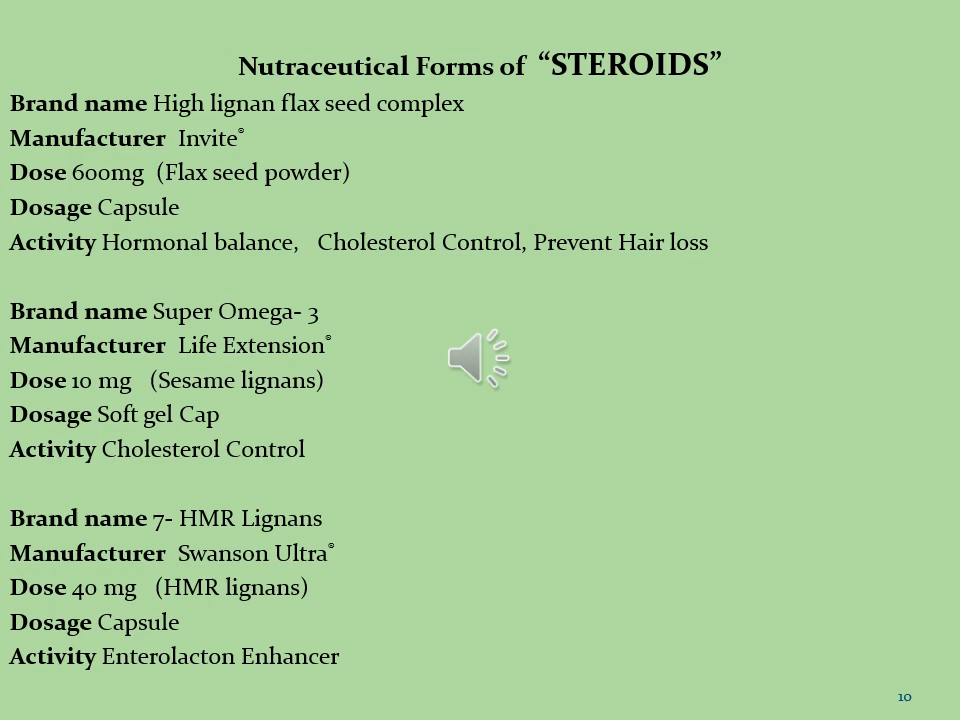 Nutraceutical Forms of “STEROIDS”
Brand name High lignan flax seed complex
Manufacturer Invite®
Dose 600mg (Flax seed powder)
Dosage Capsule
Activity Hormonal balance, Cholesterol Control, Prevent Hair loss
Brand name Super Omega- 3
Manufacturer Life Extension®
Dose 10 mg (Sesame lignans)
Dosage Soft gel Cap
Activity Cholesterol Control
Brand name 7- HMR Lignans
Manufacturer Swanson Ultra®
Dose 40 mg (HMR lignans)
Dosage Capsule
Activity Enterolacton Enhancer
10